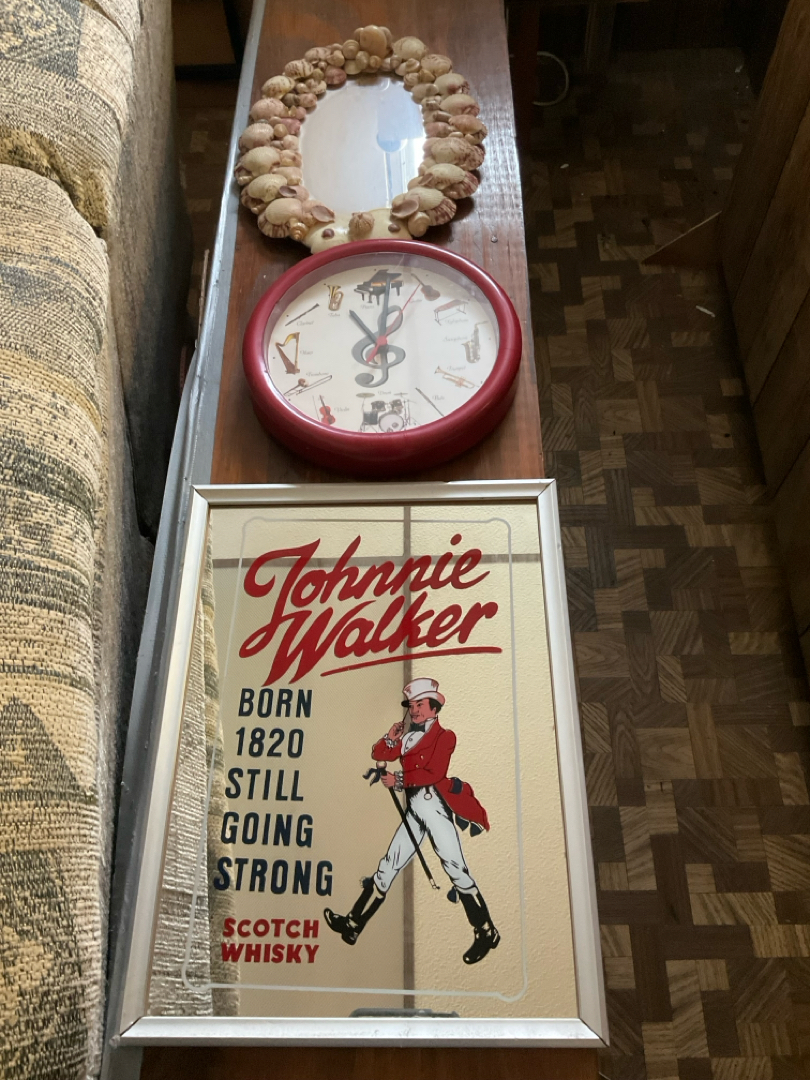 Johnnie
Walker
BORN
1820
STILL
GOING
STRONG
SCOTCH
WHISKY